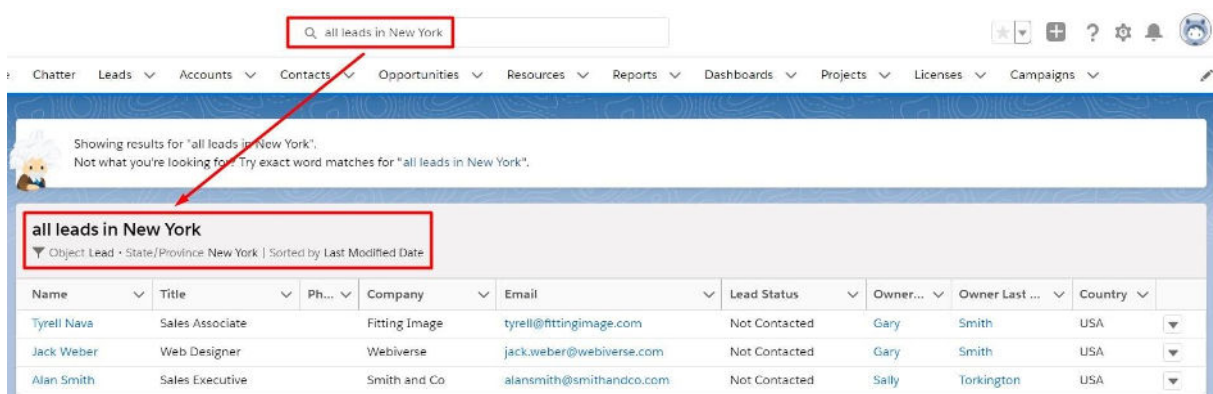 all leads in New York
Chatter Leads Accounts Contacts Opportunities Resources Reports Dashboards Projects Licenses Campaigns
Showing results for "all leads in New York".
Not what you're looking for? Try exact word matches for "all leads in New York".
all leads in New York
Object Lead • State/Province New York | Sorted by Last Modified Date
Name Title Ph... Company Email Lead Status Owner... Owner Last ... Country
Tyrell Nava Sales Associate Fitting Image tyrell@fittingimage.com Not Contacted Gary Smith USA
Jack Weber Web Designer Webiverse jack.weber@webiverse.com Not Contacted Gary Smith USA
Alan Smith Sales Executive Smith and Co alansmith@smithandco.com Not Contacted Sally Torkington USA